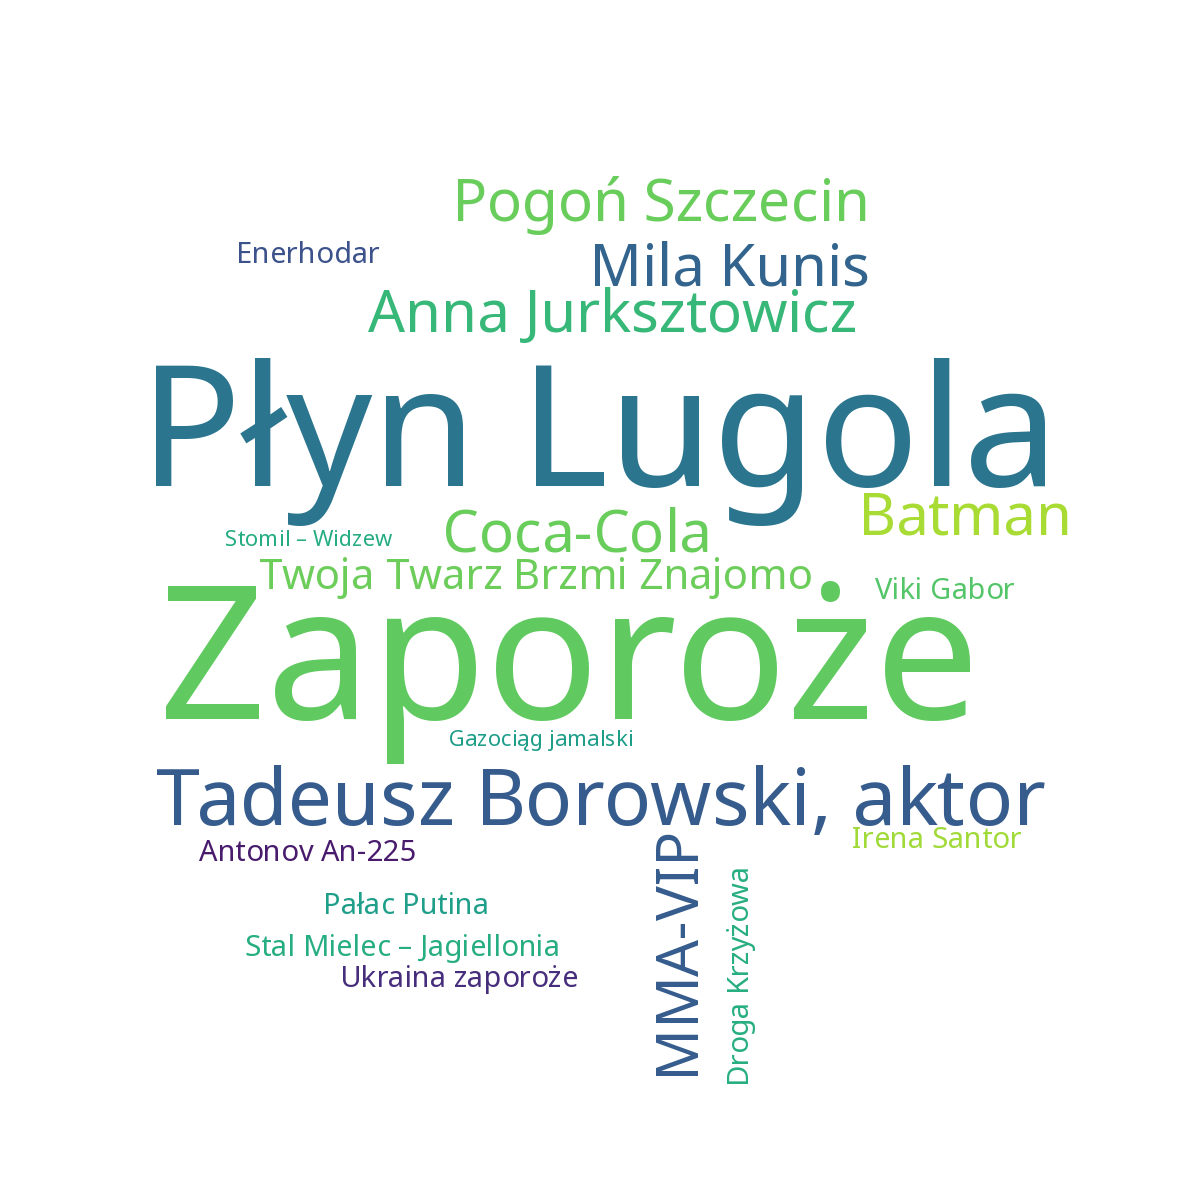 Pogoń Szczecin
Enerhodar
Mila Kunis
Anna Jurksztowicz
Płyn Lugola
Batman
Coca-Cola
Stomil – Widzew
Twoja Twarz Brzmi Znajomo
Viki Gabor
Zaporoże
Gazociąg jamalski
Tadeusz Borowski, aktor
Irena Santor
Antonov An-225
MMA-VIP
Droga Krzyżowa
Pałac Putina
Stal Mielec – Jagiellonia
Ukraina zaporoże